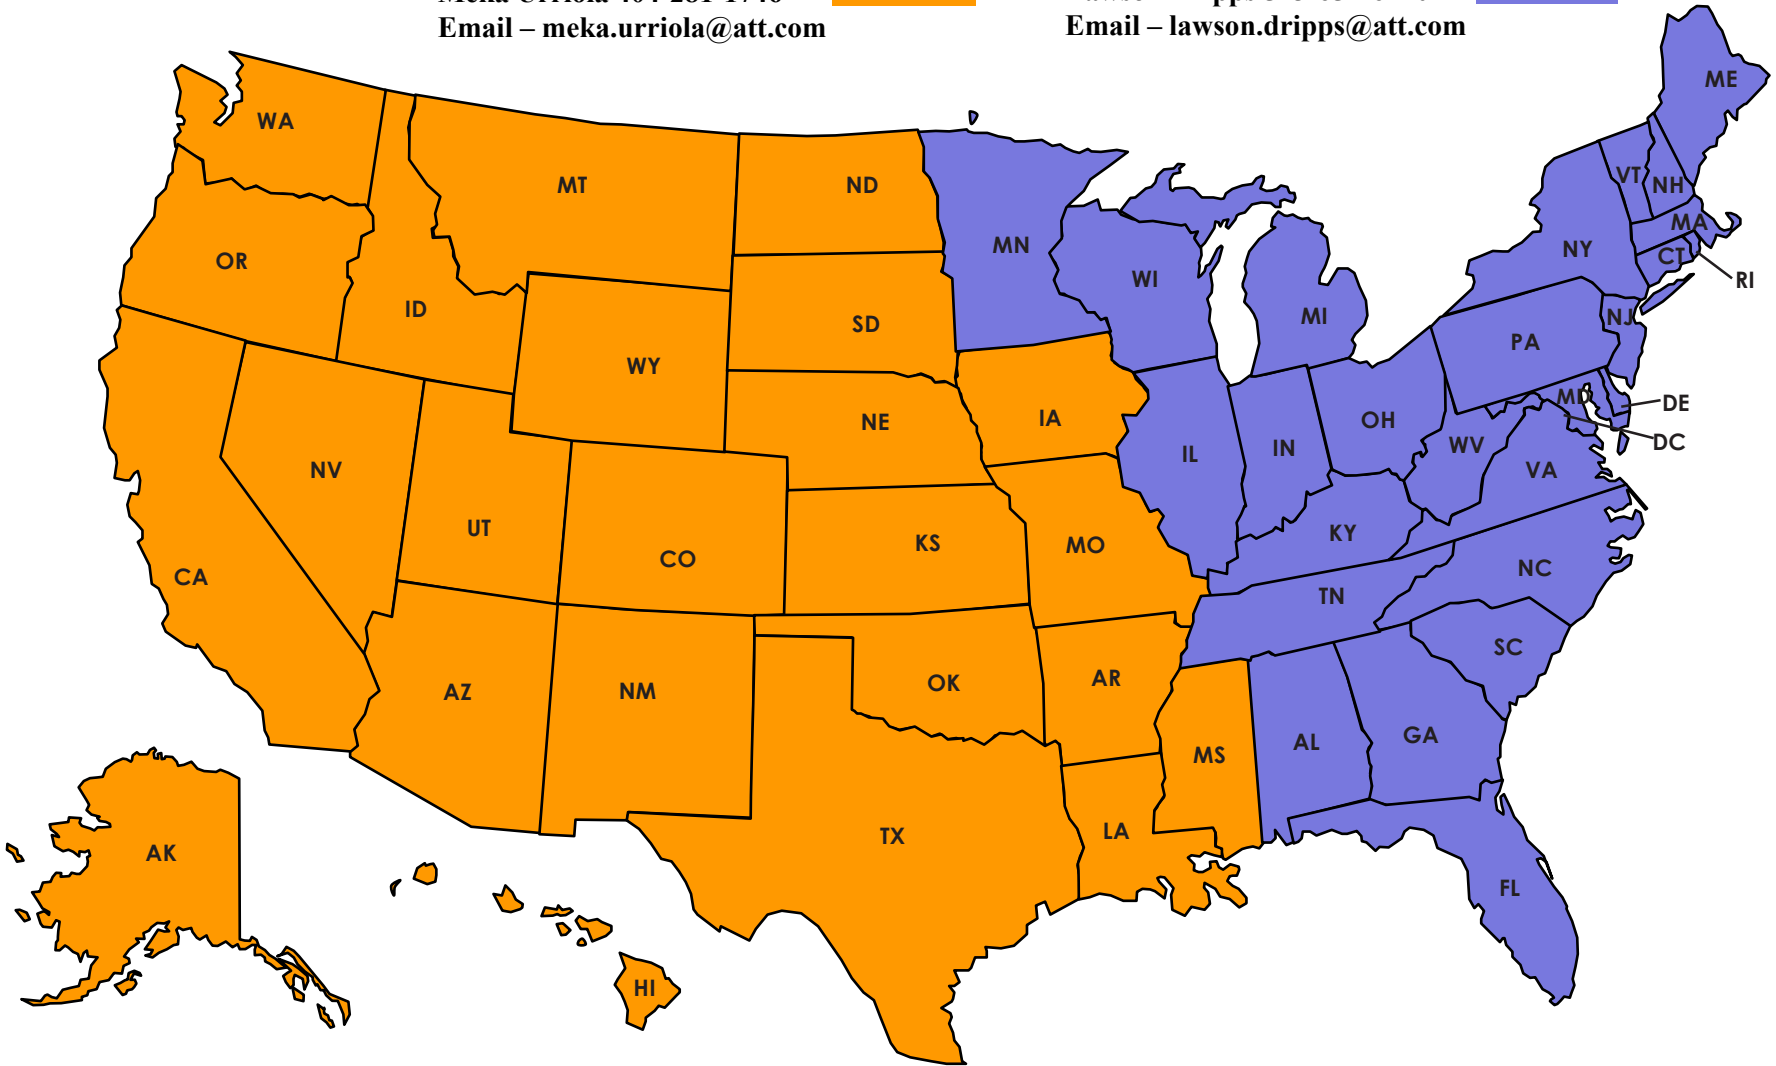 Email – meka.urriola@att.com
Email – lawson.dripps@att.com
ME
WA
VT
MT
ND
NH
MA
MN
NY
CT
OR
WI
RI
ID
MI
NJ
SD
PA
WY
MD
DE
IA
OH
NE
DC
WV
IN
IL
VA
NV
UT
KY
KS
MO
CO
NC
CA
TN
SC
AR
OK
AZ
NM
GA
AL
MS
LA
TX
AK
FL
HI